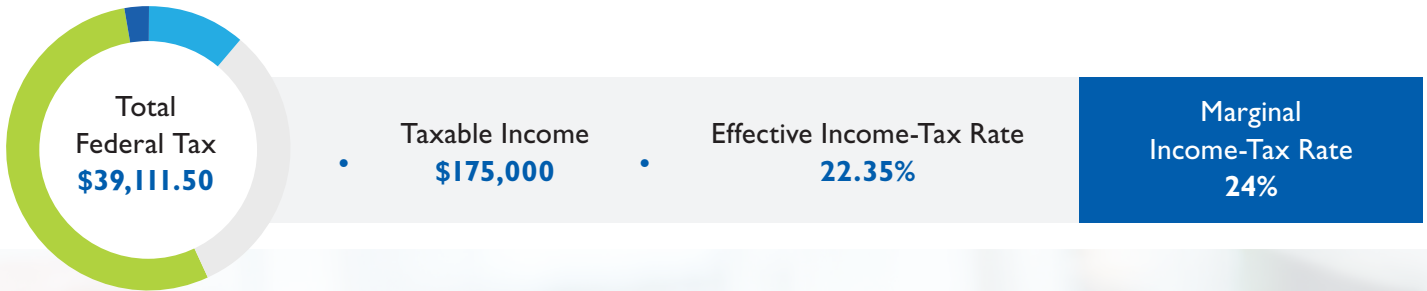 Total
Federal Tax
$39,111.50
•
Taxable Income
$175,000
•
Effective Income-Tax Rate
22.35%
Marginal
Income-Tax Rate
24%